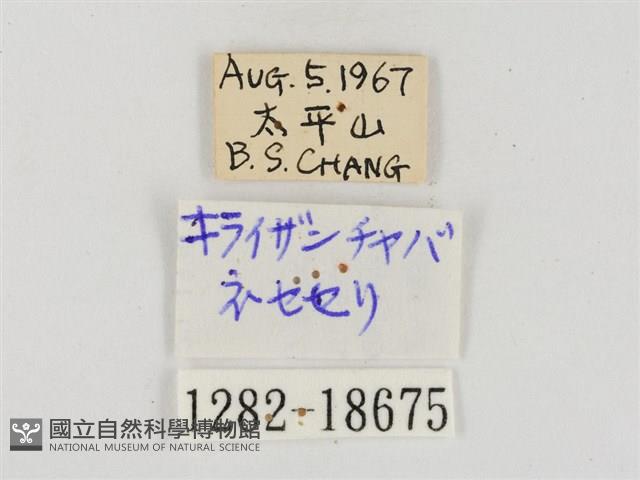 AUG. 5. 1967
太平山
B. S. CHANG
キライザンチャバ
ネセセリ
1282-18675
國立自然科學博物館
NATIONAL MUSEUM OF NATURAL SCIENCE